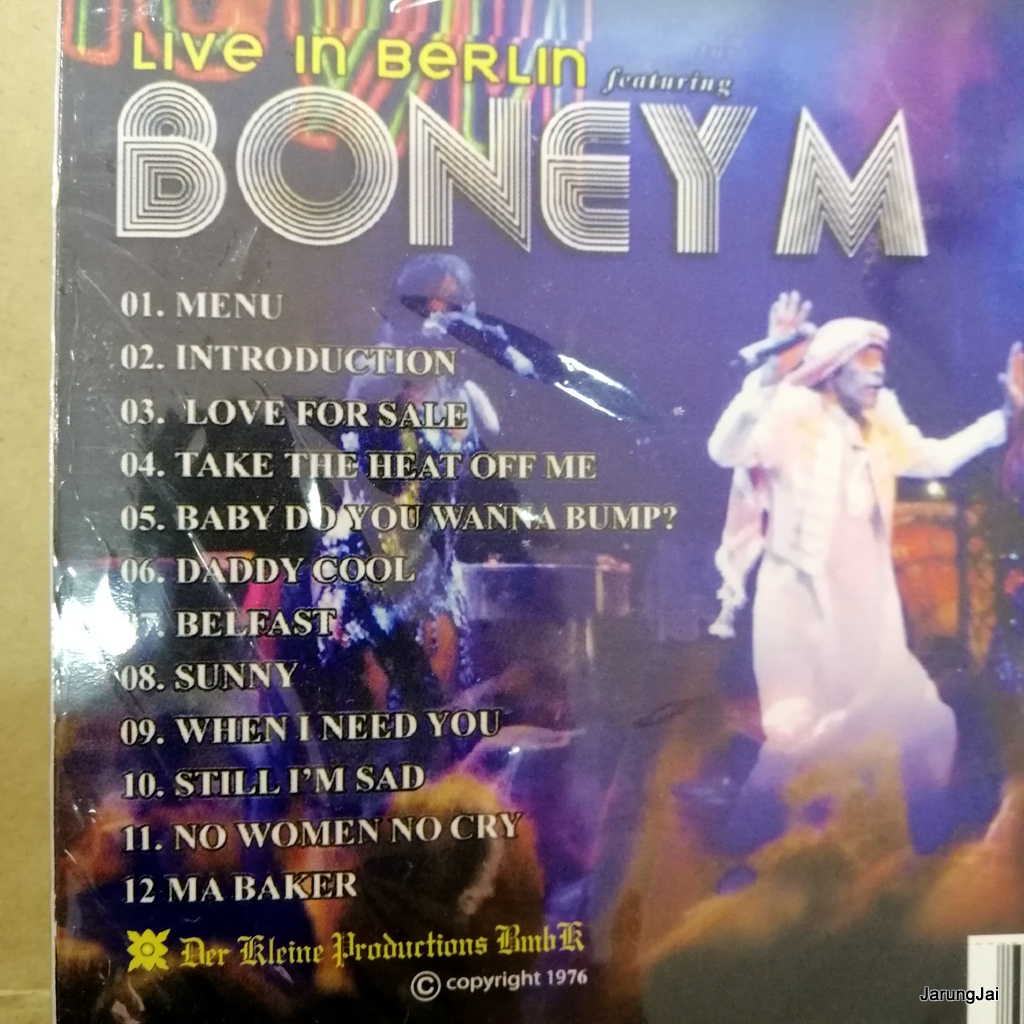 Live in Berlin featuring
BONEY M
01. MENU
02. INTRODUCTION
03. LOVE FOR SALE
04. TAKE THE HEAT OFF ME
05. BABY DO YOU WANNA BUMP?
06. DADDY COOL
07. BELFAST
08. SUNNY
09. WHEN I NEED YOU
10. STILL I'M SAD
11. NO WOMEN NO CRY
12 MA BAKER
Der Kleine Productions BmbK
© copyright 1976
JarungJai